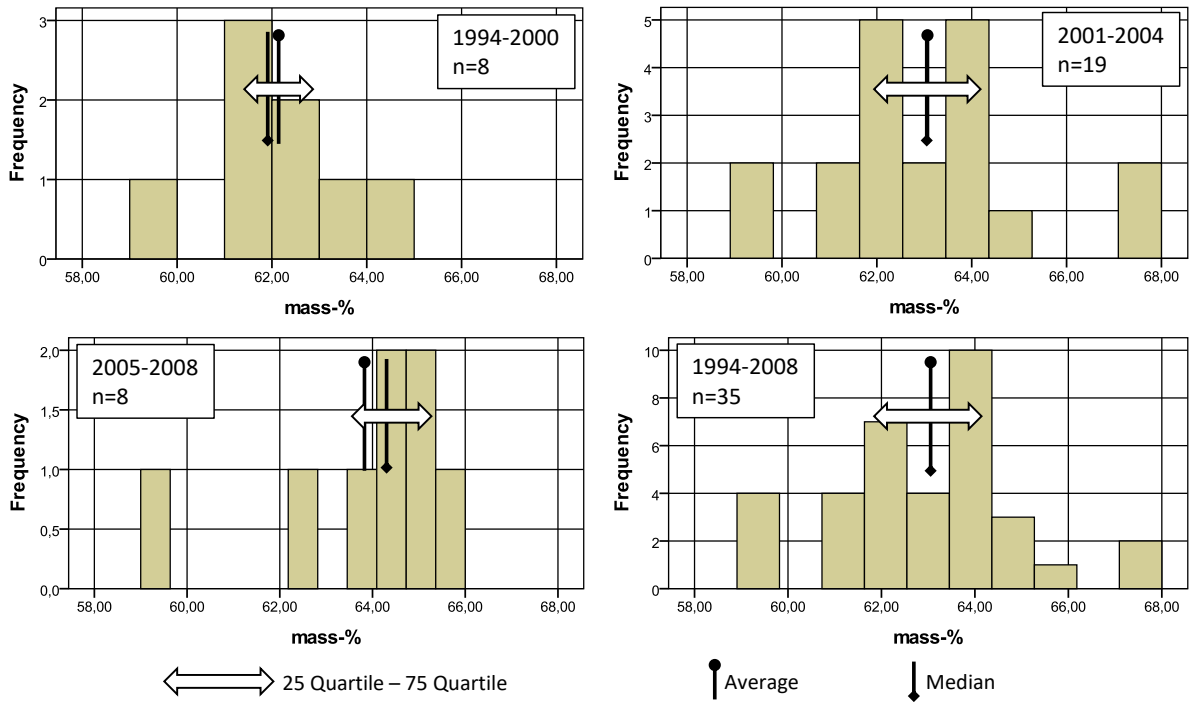 1994-2000
n=8
Frequency
3
2
1
0
58,00 60,00 62,00 64,00 66,00 68,00
mass-%
2001-2004
n=19
Frequency
5
4
3
2
1
0
58,00 60,00 62,00 64,00 66,00 68,00
mass-%
2005-2008
n=8
Frequency
2,0
1,5
1,0
0,5
0,0
58,00 60,00 62,00 64,00 66,00 68,00
mass-%
1994-2008
n=35
Frequency
10
8
6
4
2
0
58,00 60,00 62,00 64,00 66,00 68,00
mass-%
25 Quartile – 75 Quartile
Average
Median